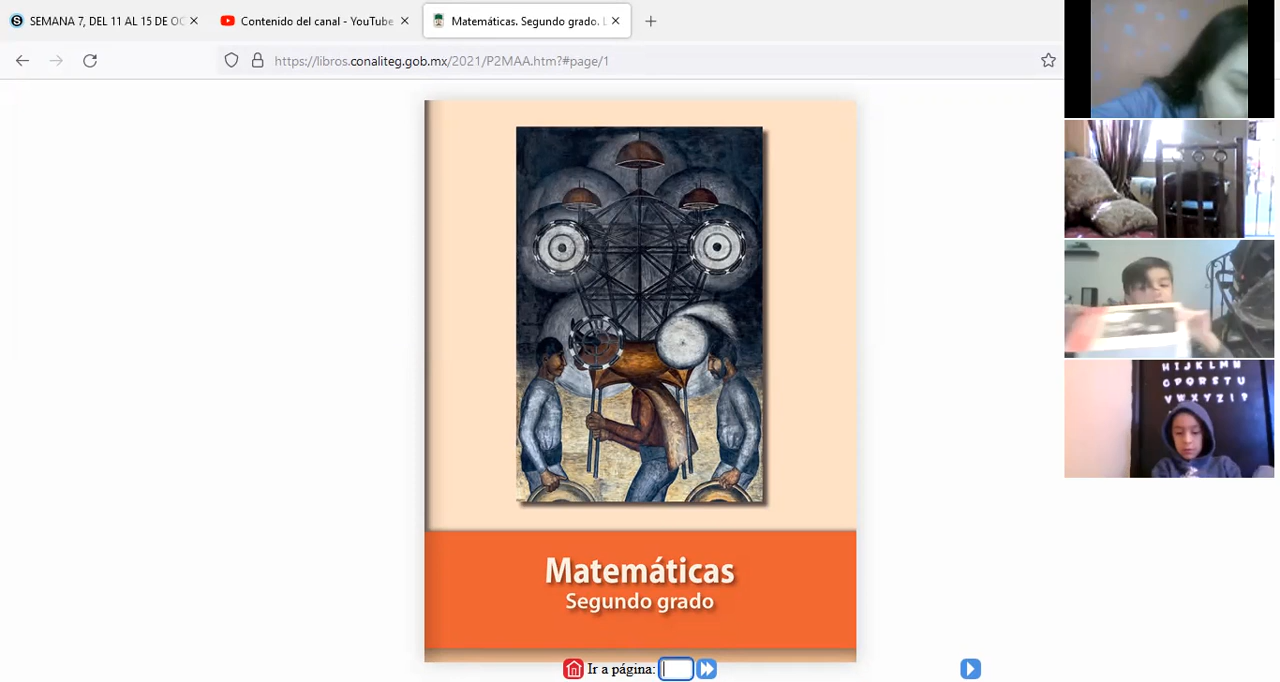 SEMANA 7, DEL 11 AL 15 DE OC
Contenido del canal - YouTube
Matemáticas. Segundo grado.
https://libros.conaliteg.gob.mx/2021/P2MAA.htm?#page/1
H I J K L M N
O P Q R S T U
V W X Y Z ! ?
Matemáticas
Segundo grado
Ir a página: